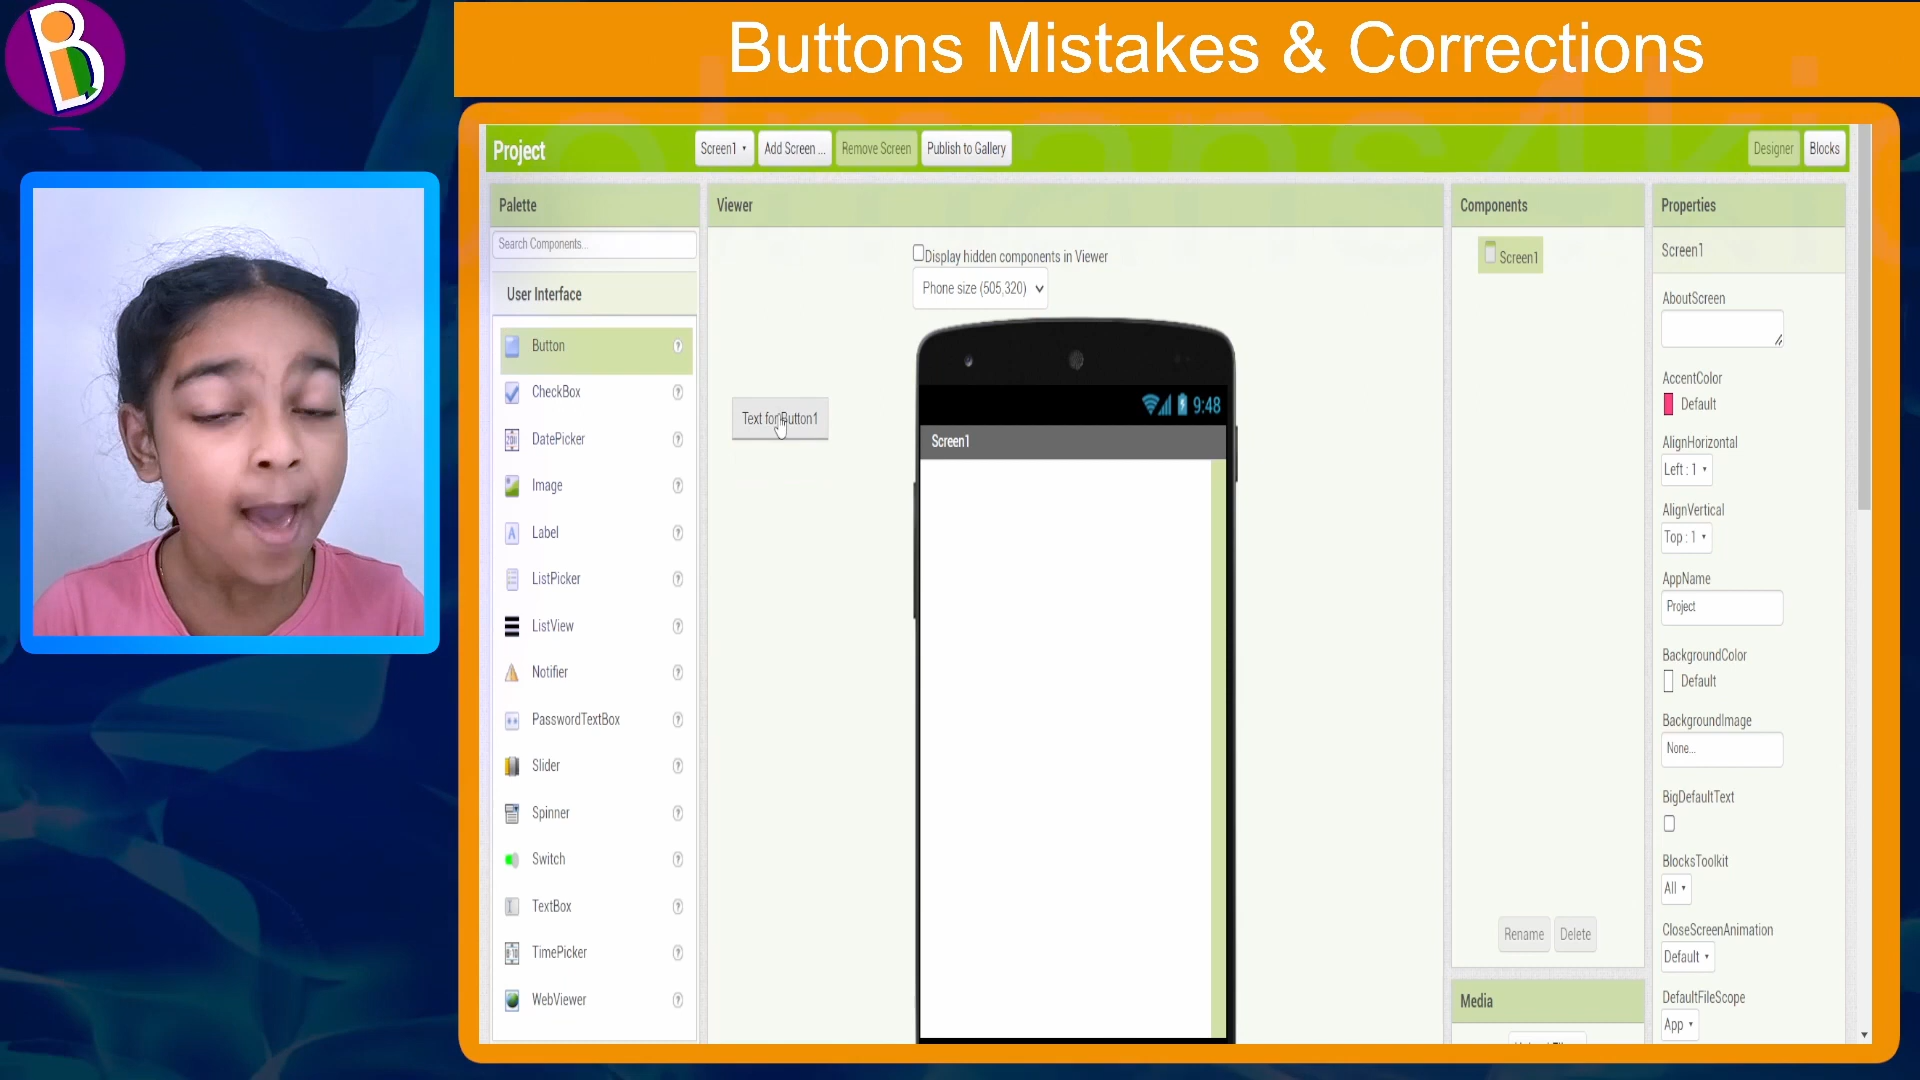 Buttons Mistakes & Corrections
Project
Screen1
Add Screen ...
Remove Screen
Publish to Gallery
Designer
Blocks
Palette
Search Components...
User Interface
Button
CheckBox
DatePicker
Image
Label
ListPicker
ListView
Notifier
PasswordTextBox
Slider
Spinner
Switch
TextBox
TimePicker
WebViewer
Viewer
Display hidden components in Viewer
Phone size (505,320)
Text for Button1
9:48
Screen1
Components
Screen1
Rename
Delete
Media
Properties
Screen1
AboutScreen
AccentColor
Default
AlignHorizontal
Left : 1
AlignVertical
Top : 1
AppName
Project
BackgroundColor
Default
BackgroundImage
None...
BigDefaultText
BlocksToolkit
All
CloseScreenAnimation
Default
DefaultFileScope
App